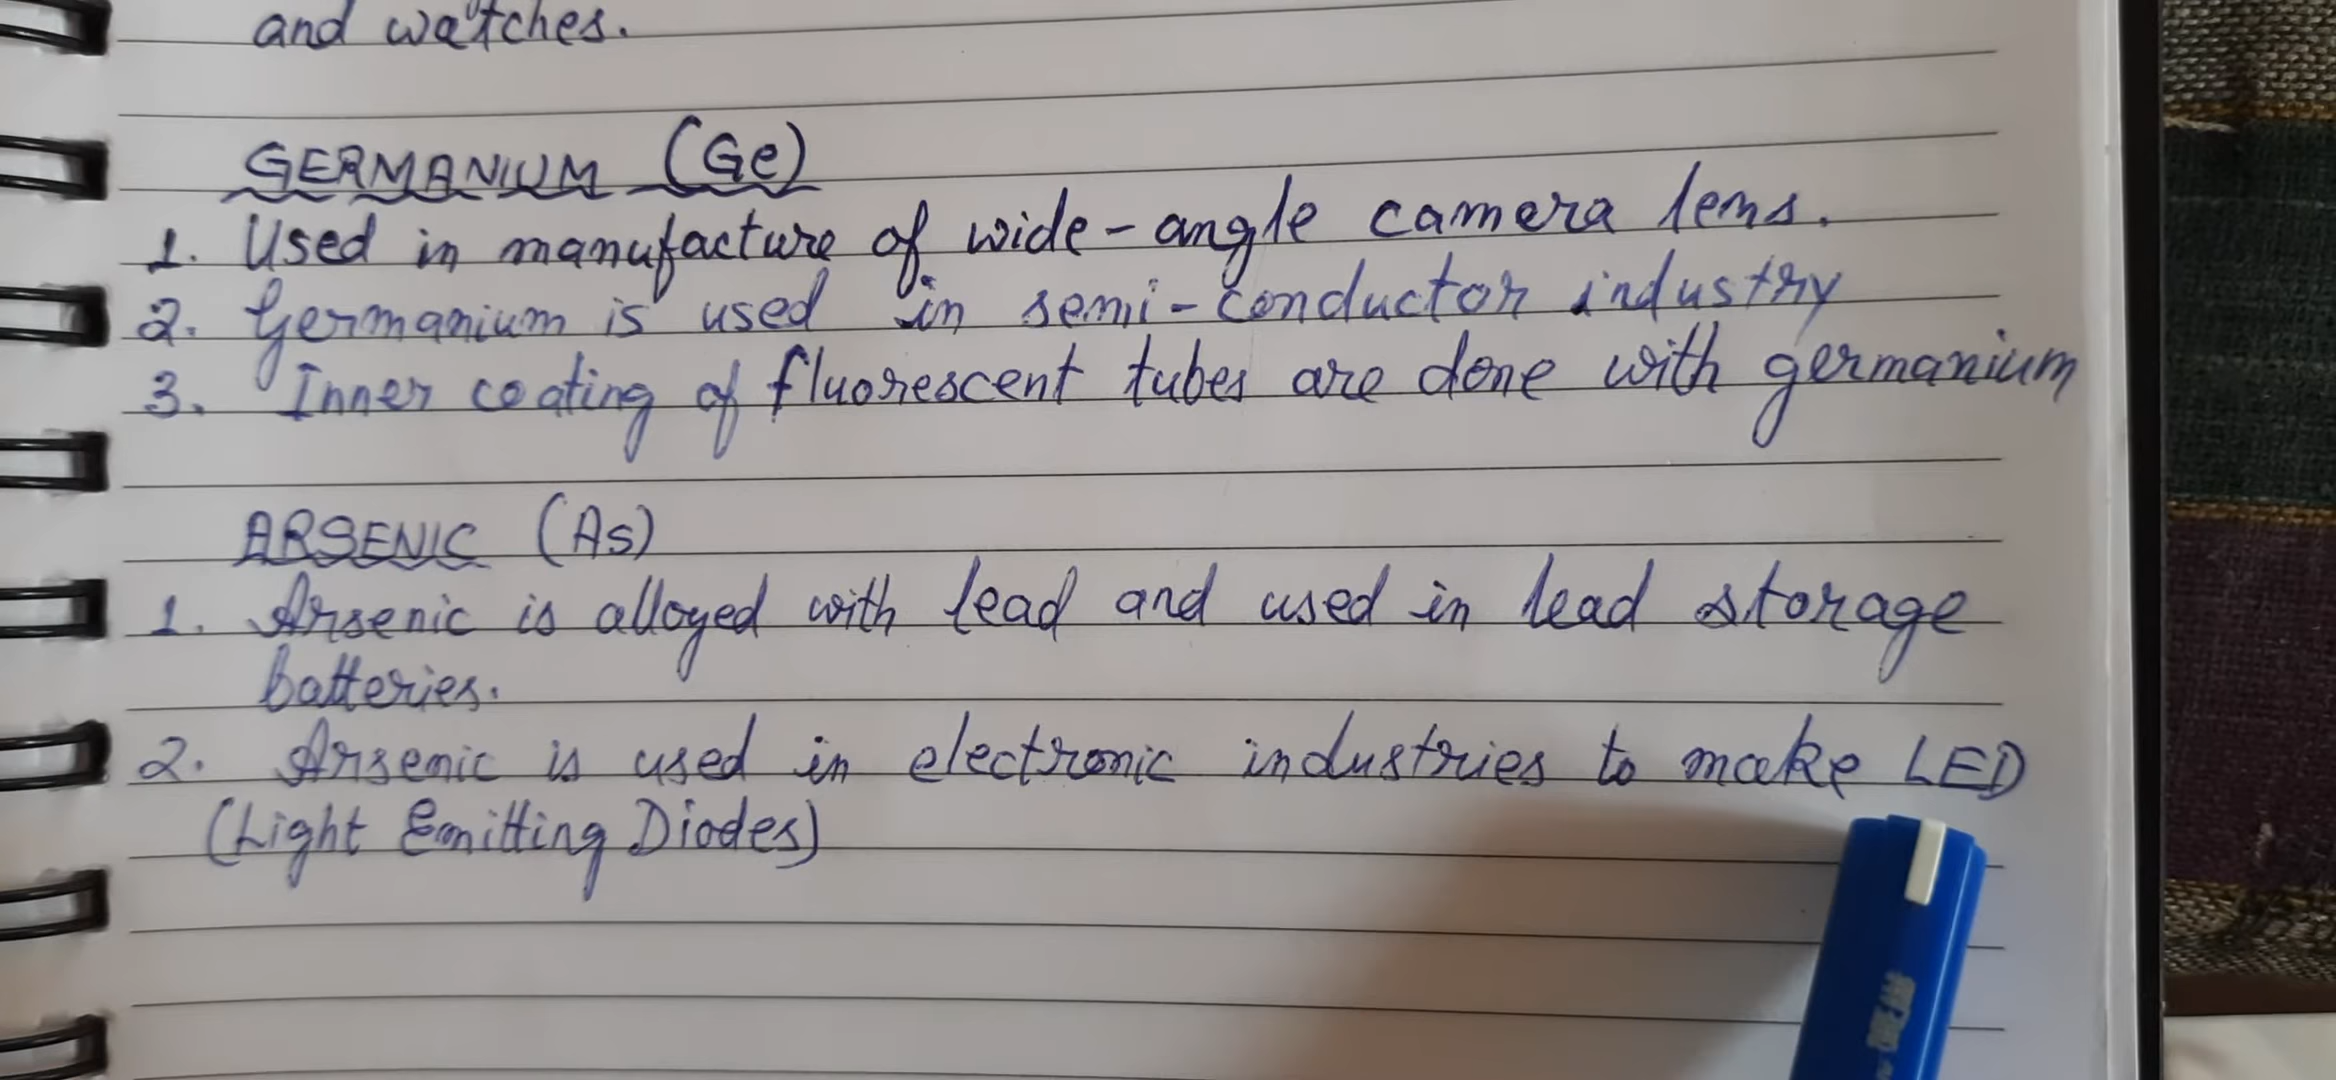 and watches.
GERMANIUM (Ge)
1. Used in manufacture of wide-angle camera lens.
2. Germanium is used in semi-conductor industry
3. Inner coating of fluorescent tubes are done with germanium
ARSENIC (As)
1. Arsenic is alloyed with lead and used in lead storage
batteries.
2. Arsenic is used in electronic industries to make LED
(Light Emitting Diodes)